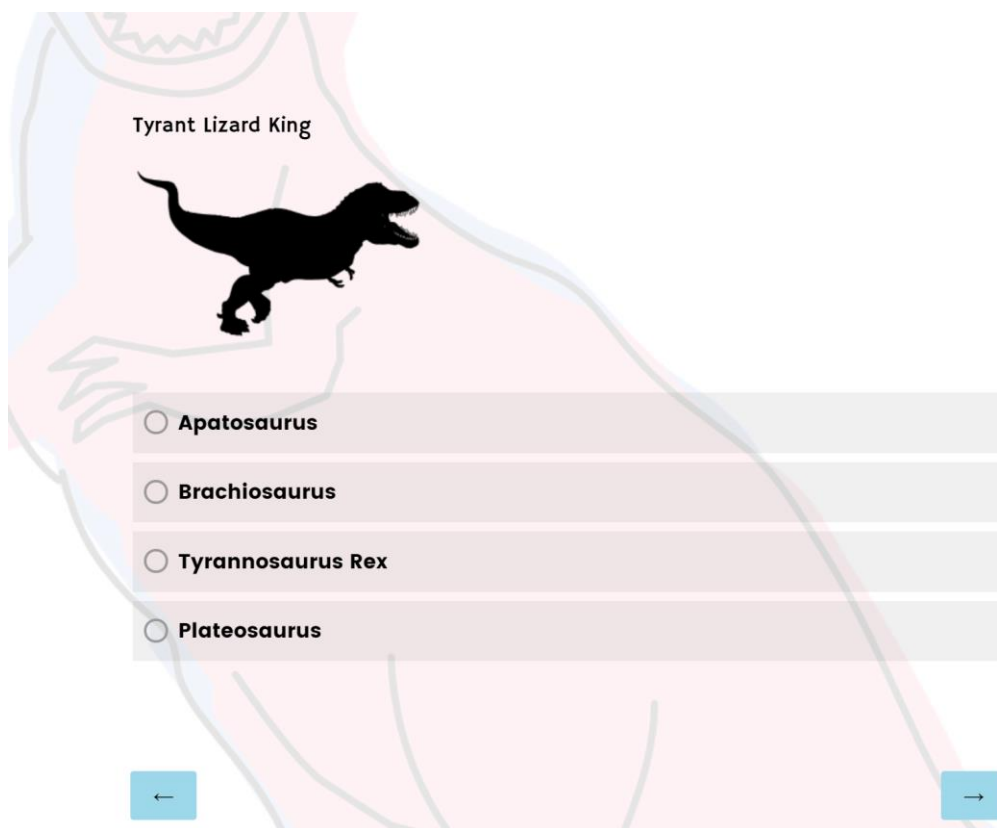 Tyrant Lizard King
Apatosaurus
Brachiosaurus
Tyrannosaurus Rex
Plateosaurus
←
→